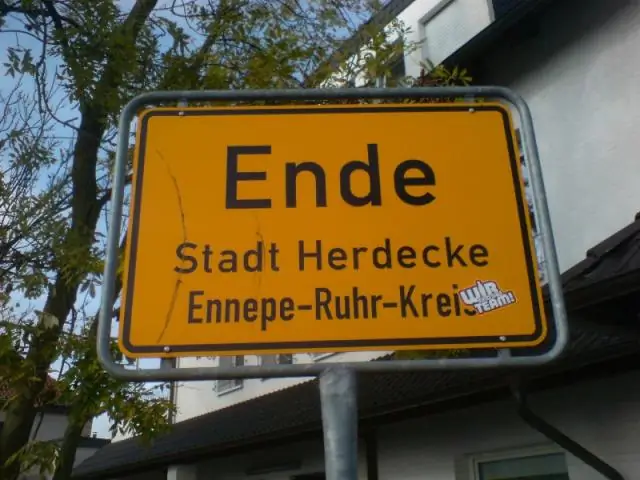 Ende
Stadt Herdecke
Ennepe-Ruhr-Kreis
WIR
TEAM!